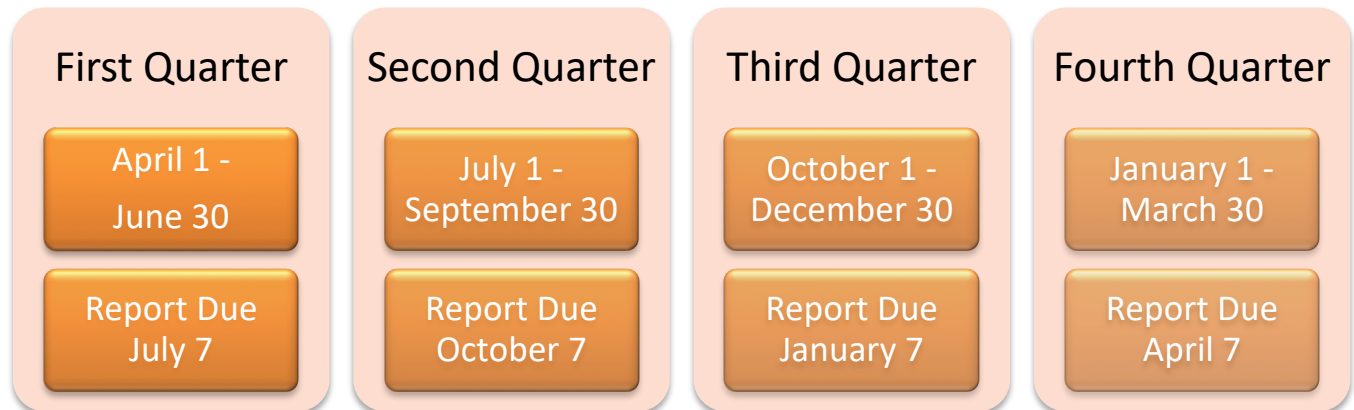 First Quarter
April 1 -
June 30
Report Due
July 7
Second Quarter
July 1 -
September 30
Report Due
October 7
Third Quarter
October 1 -
December 30
Report Due
January 7
Fourth Quarter
January 1 -
March 30
Report Due
April 7